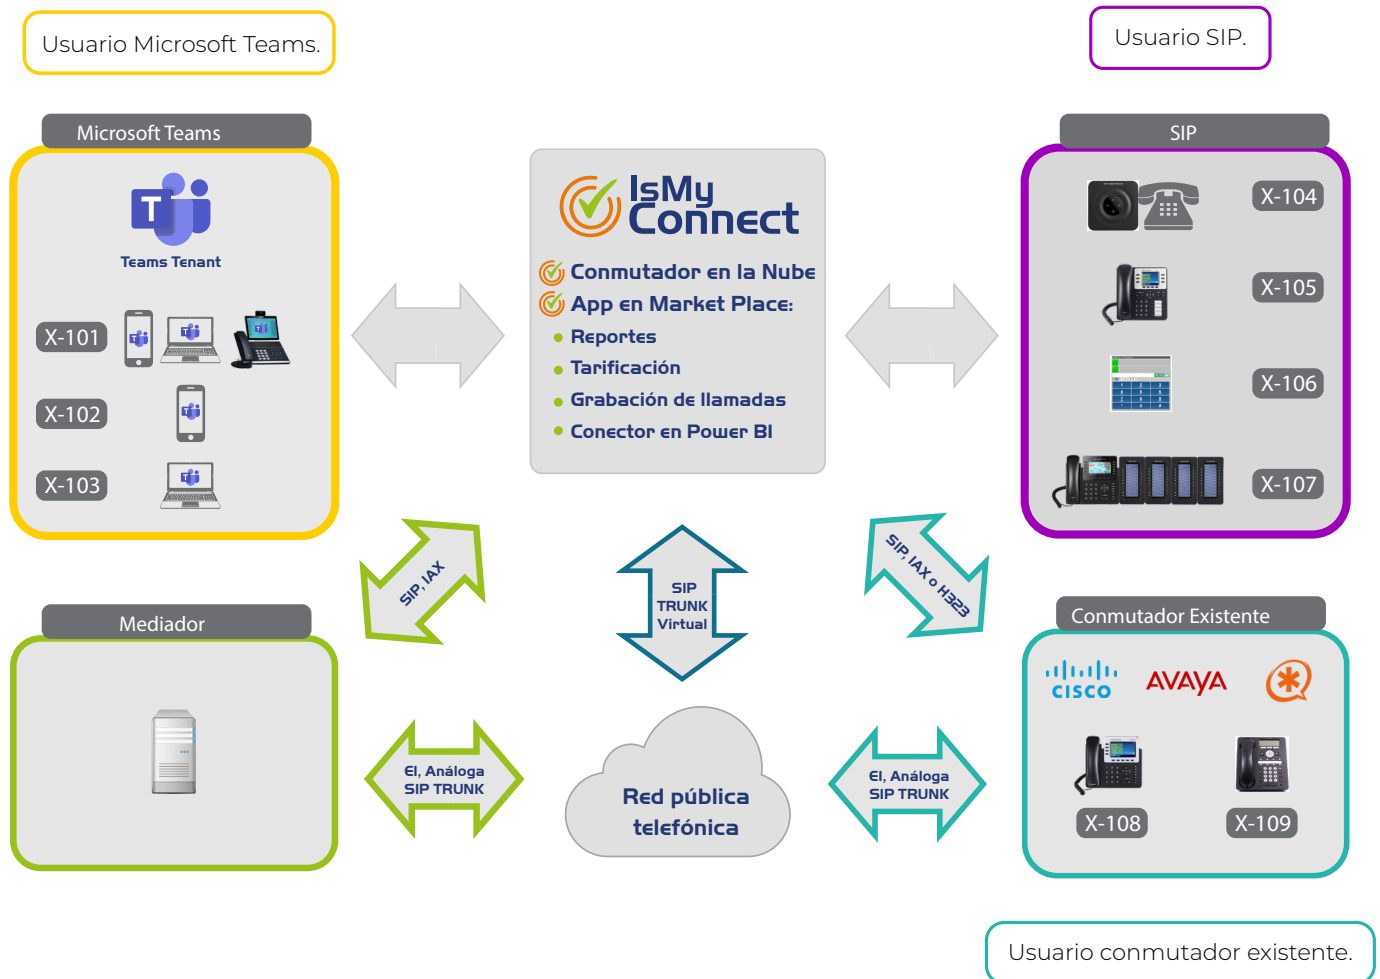 Usuario Microsoft Teams.
Usuario SIP.
Microsoft Teams
T
Teams Tenant
X-101
X-102
X-103
IsMy
Connect
Conmutador en la Nube
App en Market Place:
Reportes
Tarificación
Grabación de llamadas
Conector en Power BI
SIP
X-104
X-105
X-106
X-107
SIP, IAX
SIP
TRUNK
Virtual
SIP, IAX o H323
Mediador
E1, Análoga
SIP TRUNK
Red pública
telefónica
E1, Análoga
SIP TRUNK
Conmutador Existente
CISCO
AVAYA
X-108
X-109
Usuario conmutador existente.